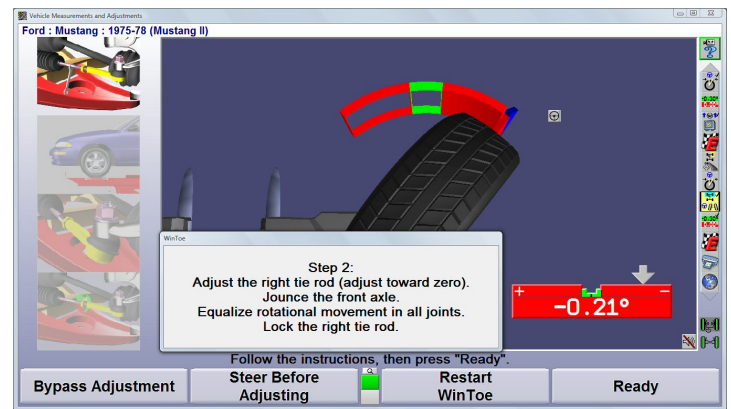 Vehicle Measurements and Adjustments
Ford : Mustang : 1975-78 (Mustang II)
WinToe
Step 2:
Adjust the right tie rod (adjust toward zero).
Jounce the front axle.
Equalize rotational movement in all joints.
Lock the right tie rod.
+
−
−0.21°
Follow the instructions, then press "Ready".
Bypass Adjustment
Steer Before
Adjusting
Restart
WinToe
Ready